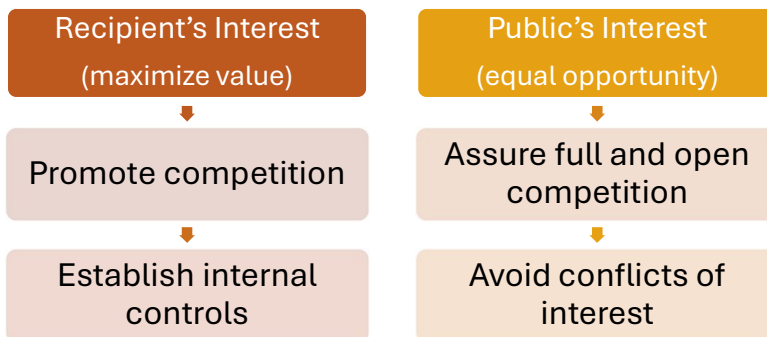 Recipient’s Interest
(maximize value)
Promote competition
Establish internal
controls
Public’s Interest
(equal opportunity)
Assure full and open
competition
Avoid conflicts of
interest